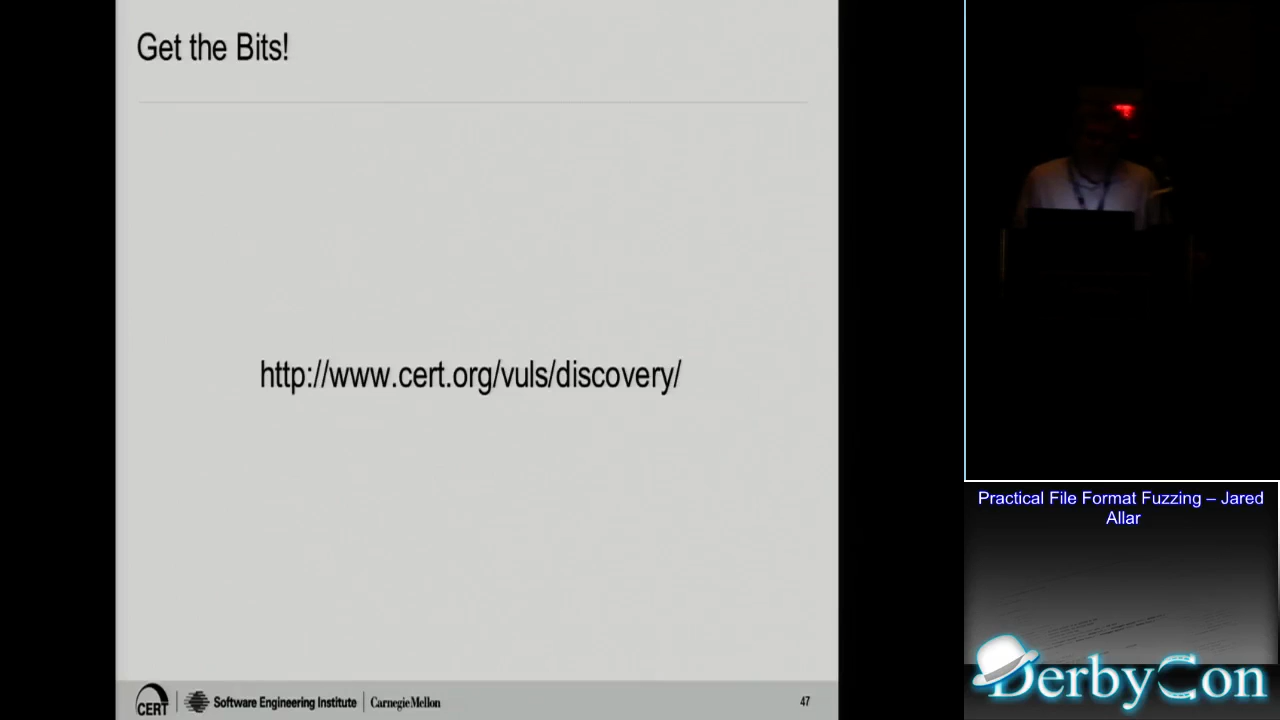 Get the Bits!
http://www.cert.org/vuls/discovery/
CERT
Software Engineering Institute
Carnegie Mellon
47
Practical File Format Fuzzing – Jared
Allar
DerbyCon